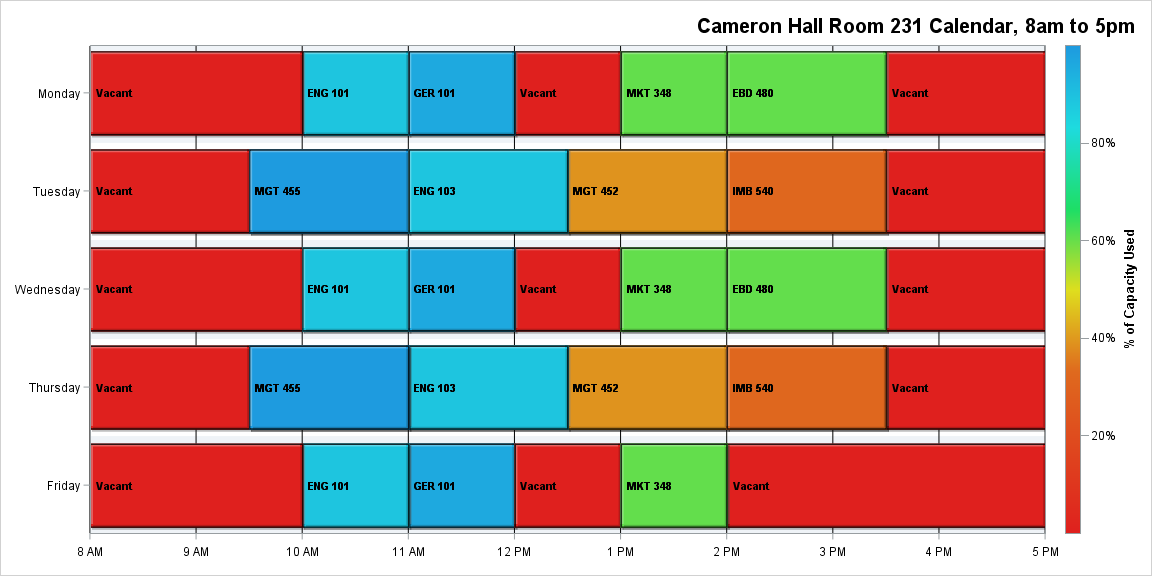 Cameron Hall Room 231 Calendar, 8am to 5pm
Monday
Vacant
ENG 101
GER 101
Vacant
MKT 348
EBD 480
Vacant
Tuesday
Vacant
MGT 455
ENG 103
MGT 452
IMB 540
Vacant
Wednesday
Vacant
ENG 101
GER 101
Vacant
MKT 348
EBD 480
Vacant
Thursday
Vacant
MGT 455
ENG 103
MGT 452
IMB 540
Vacant
Friday
Vacant
ENG 101
GER 101
Vacant
MKT 348
Vacant
8 AM
9 AM
10 AM
11 AM
12 PM
1 PM
2 PM
3 PM
4 PM
5 PM
80%
60%
40%
20%
% of Capacity Used